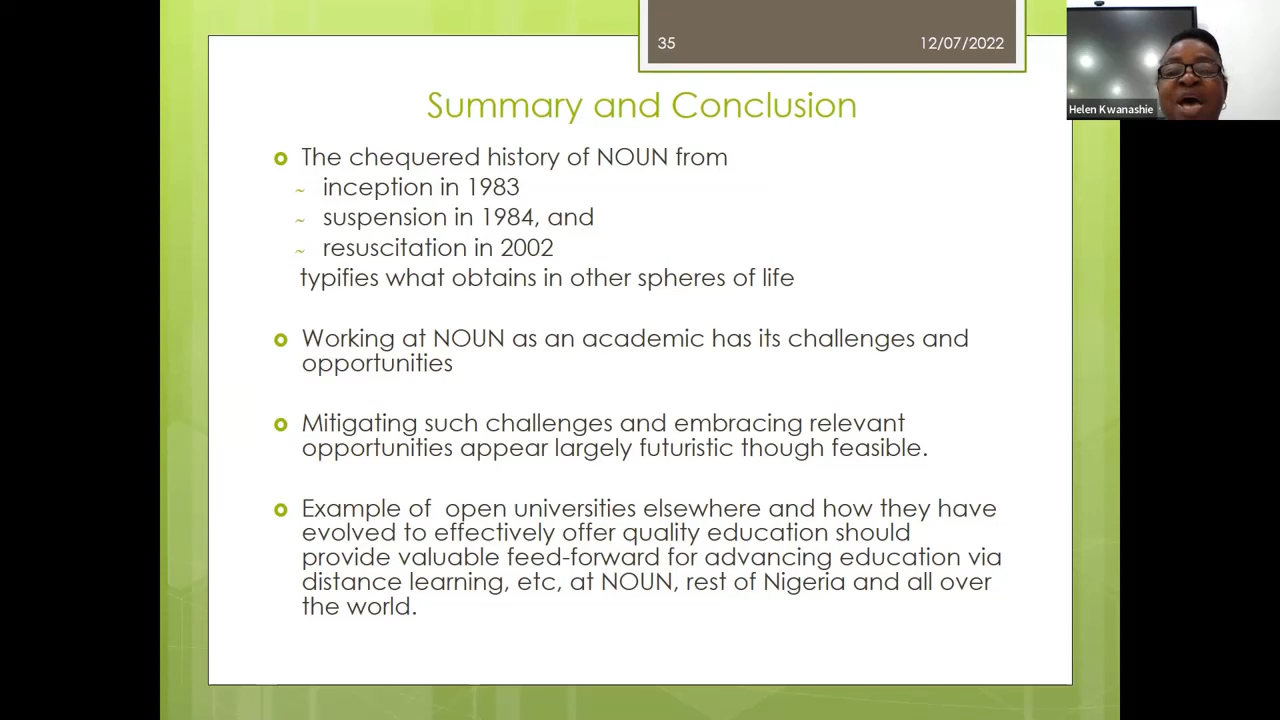 35 12/07/2022
Helen Kwanashie
Summary and Conclusion
The chequered history of NOUN from
~ inception in 1983
~ suspension in 1984, and
~ resuscitation in 2002
typifies what obtains in other spheres of life
Working at NOUN as an academic has its challenges and
opportunities
Mitigating such challenges and embracing relevant
opportunities appear largely futuristic though feasible.
Example of open universities elsewhere and how they have
evolved to effectively offer quality education should
provide valuable feed-forward for advancing education via
distance learning, etc, at NOUN, rest of Nigeria and all over
the world.